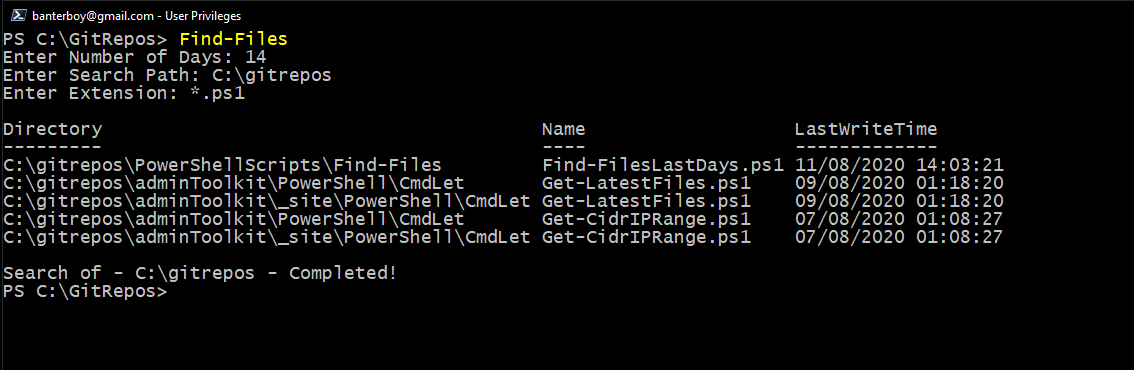 banterboy@gmail.com - User Privileges
PS C:\GitRepos> Find-Files
Enter Number of Days: 14
Enter Search Path: C:\gitrepos
Enter Extension: *.ps1
Directory Name LastWriteTime
--------- ---- -------------
C:\gitrepos\PowerShellScripts\Find-Files Find-FilesLastDays.ps1 11/08/2020 14:03:21
C:\gitrepos\adminToolkit\PowerShell\CmdLet Get-LatestFiles.ps1 09/08/2020 01:18:20
C:\gitrepos\adminToolkit\_site\PowerShell\CmdLet Get-LatestFiles.ps1 09/08/2020 01:18:20
C:\gitrepos\adminToolkit\PowerShell\CmdLet Get-CidrIPRange.ps1 07/08/2020 01:08:27
C:\gitrepos\adminToolkit\_site\PowerShell\CmdLet Get-CidrIPRange.ps1 07/08/2020 01:08:27
Search of - C:\gitrepos - Completed!
PS C:\GitRepos>